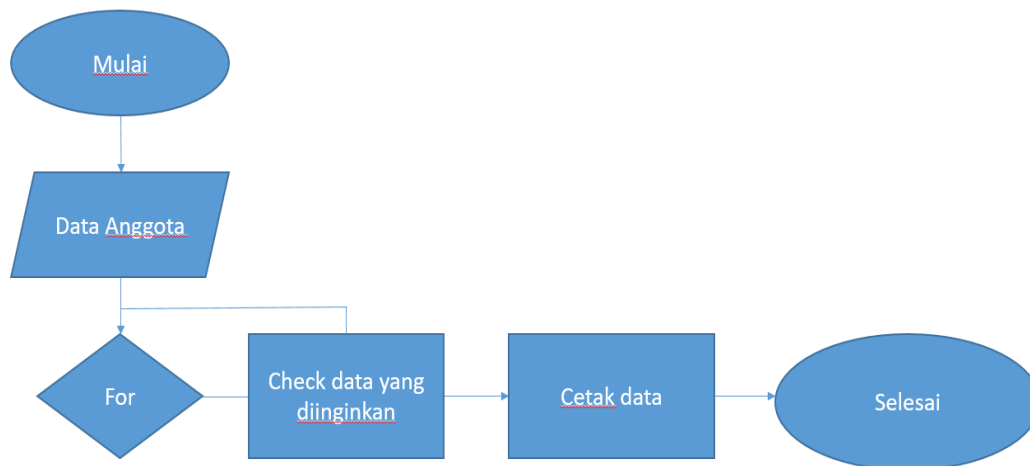 Mulai
Data Anggota
For
Check data yang
diinginkan
Cetak data
Selesai